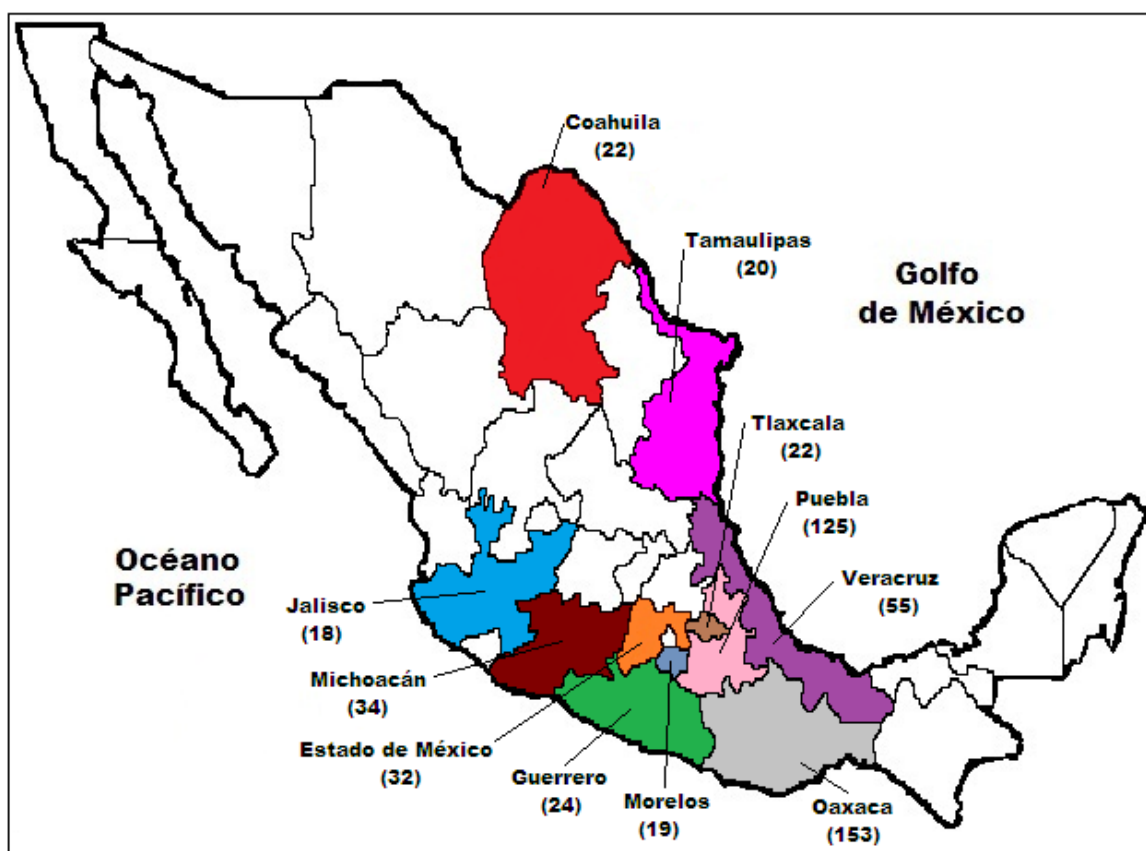 Coahuila
(22)
Tamaulipas
(20)
Golfo
de México
Tlaxcala
(22)
Puebla
(125)
Océano
Pacífico
Veracruz
(55)
Jalisco
(18)
Michoacán
(34)
Estado de México
(32)
Guerrero
(24)
Morelos
(19)
Oaxaca
(153)